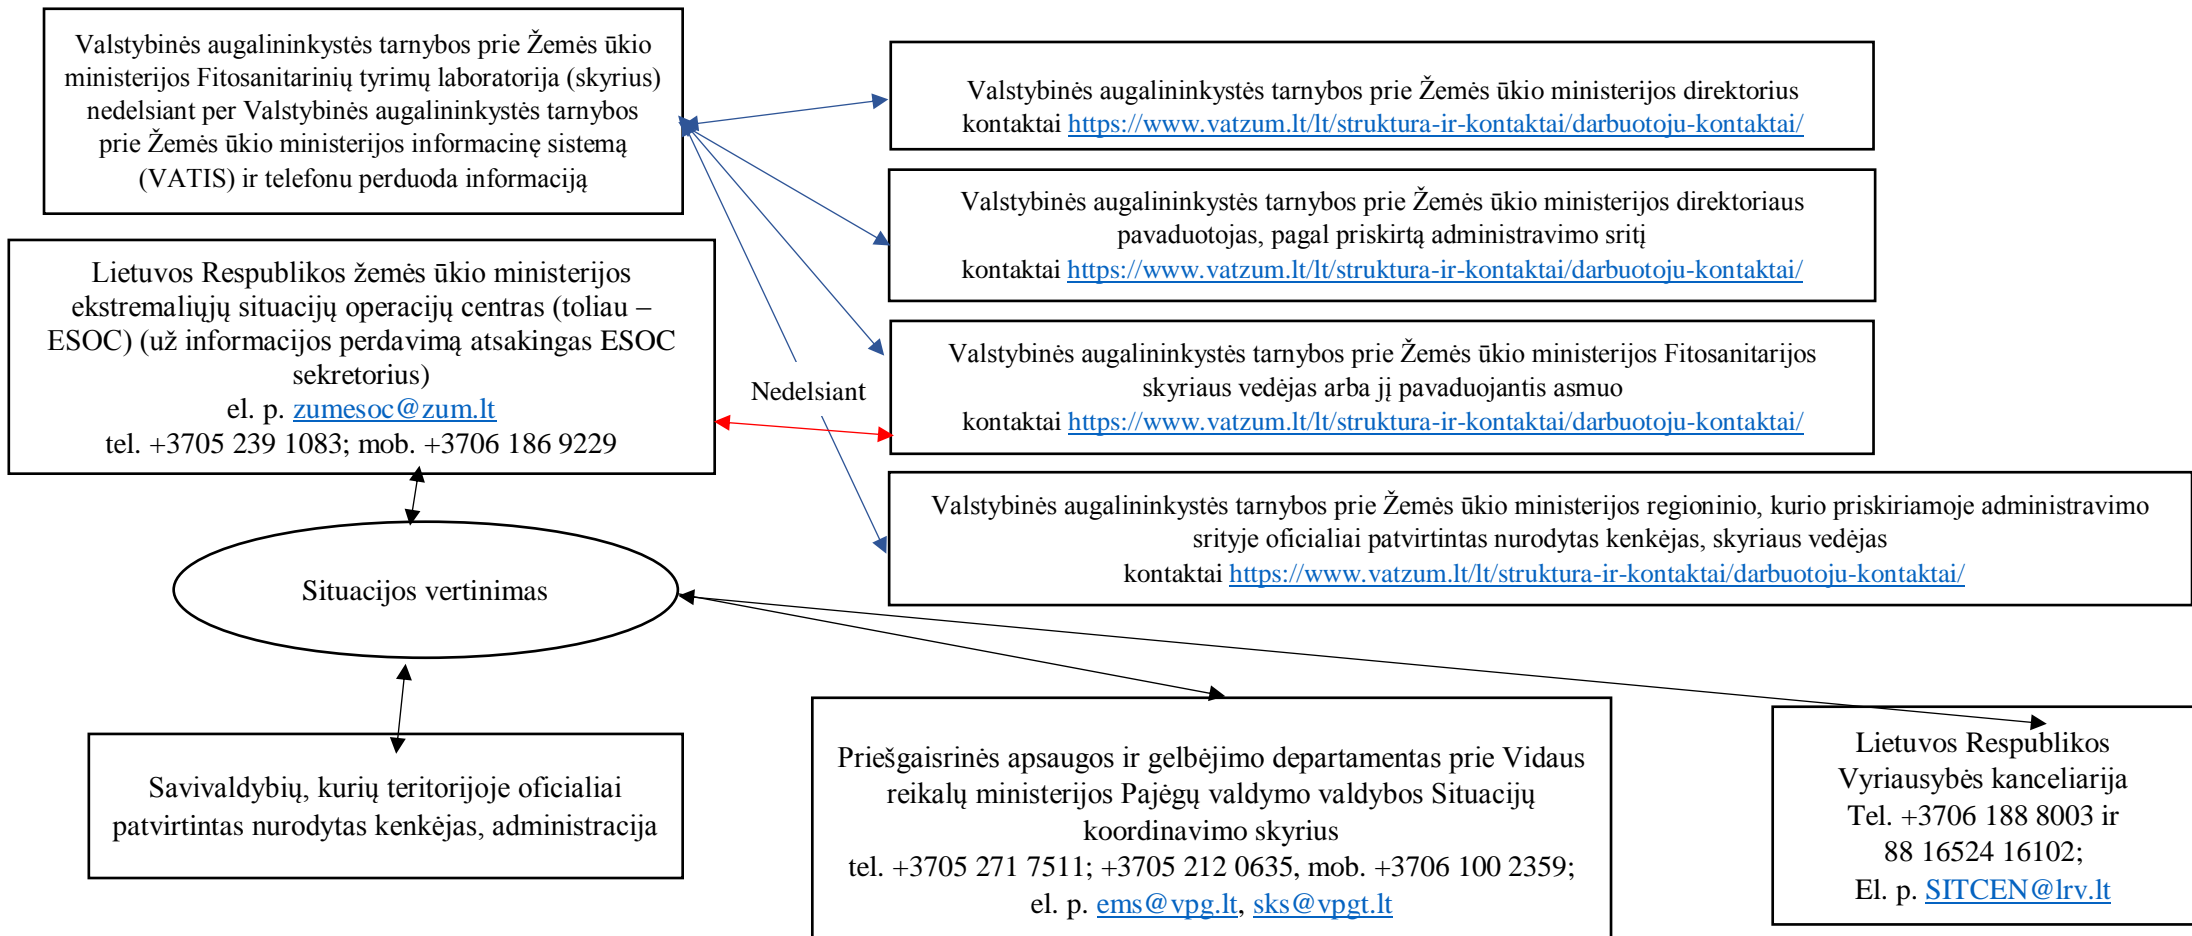 Valstybinės augalininkystės tarnybos prie Žemės ūkio
ministerijos Fitosanitarinių tyrimų laboratorija (skyrius)
nedelsiant per Valstybinės augalininkystės tarnybos
prie Žemės ūkio ministerijos informacinę sistemą
(VATIS) ir telefonu perduoda informaciją
Valstybinės augalininkystės tarnybos prie Žemės ūkio ministerijos direktorius
kontaktai https://www.vatzum.lt/lt/struktura-ir-kontaktai/darbuotoju-kontaktai/
Valstybinės augalininkystės tarnybos prie Žemės ūkio ministerijos direktoriaus
pavaduotojas, pagal priskirtą administravimo sritį
kontaktai https://www.vatzum.lt/lt/struktura-ir-kontaktai/darbuotoju-kontaktai/
Lietuvos Respublikos žemės ūkio ministerijos
ekstremaliųjų situacijų operacijų centras (toliau –
ESOC) (už informacijos perdavimą atsakingas ESOC
sekretorius)
el. p. zumesoc@zum.lt
tel. +3705 239 1083; mob. +3706 186 9229
Nedelsiant
Valstybinės augalininkystės tarnybos prie Žemės ūkio ministerijos Fitosanitarijos
skyriaus vedėjas arba jį pavaduojantis asmuo
kontaktai https://www.vatzum.lt/lt/struktura-ir-kontaktai/darbuotoju-kontaktai/
Valstybinės augalininkystės tarnybos prie Žemės ūkio ministerijos regioninio, kurio priskiriamoje administravimo
srityje oficialiai patvirtintas nurodytas kenkėjas, skyriaus vedėjas
kontaktai https://www.vatzum.lt/lt/struktura-ir-kontaktai/darbuotoju-kontaktai/
Situacijos vertinimas
Savivaldybių, kurių teritorijoje oficialiai
patvirtintas nurodytas kenkėjas, administracija
Priešgaisrinės apsaugos ir gelbėjimo departamentas prie Vidaus
reikalų ministerijos Pajėgų valdymo valdybos Situacijų
koordinavimo skyrius
tel. +3705 271 7511; +3705 212 0635, mob. +3706 100 2359;
el. p. ems@vpg.lt, sks@vpgt.lt
Lietuvos Respublikos
Vyriausybės kanceliarija
Tel. +3706 188 8003 ir
88 16524 16102;
El. p. SITCEN@lrv.lt